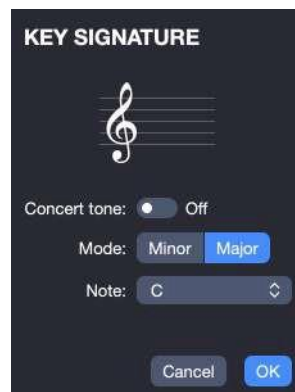 KEY SIGNATURE
Concert tone: Off
Mode: Minor Major
Note: C
Cancel OK